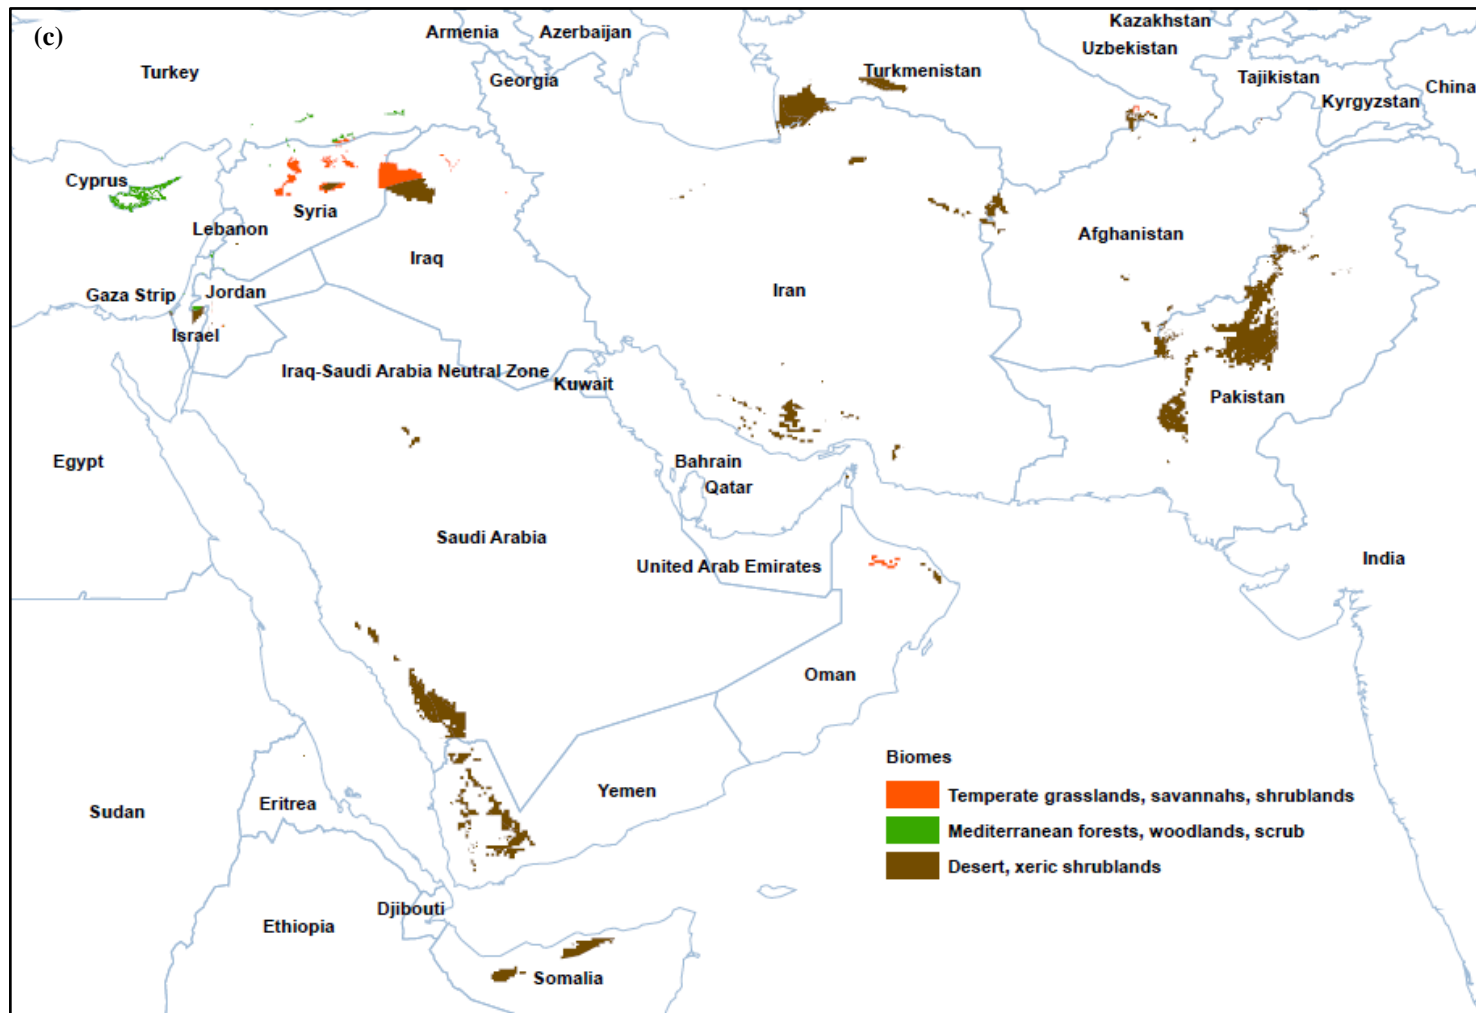 (c)
Kazakhstan
Armenia
Azerbaijan
Uzbekistan
Turkey
Georgia
Turkmenistan
Tajikistan
China
Kyrgyzstan
Cyprus
Syria
Lebanon
Afghanistan
Iraq
Gaza Strip
Jordan
Iran
Israel
Iraq-Saudi Arabia Neutral Zone
Kuwait
Pakistan
Egypt
Bahrain
Qatar
Saudi Arabia
United Arab Emirates
India
Oman
Biomes
Yemen
Temperate grasslands, savannahs, shrublands
Sudan
Eritrea
Mediterranean forests, woodlands, scrub
Desert, xeric shrublands
Djibouti
Ethiopia
Somalia